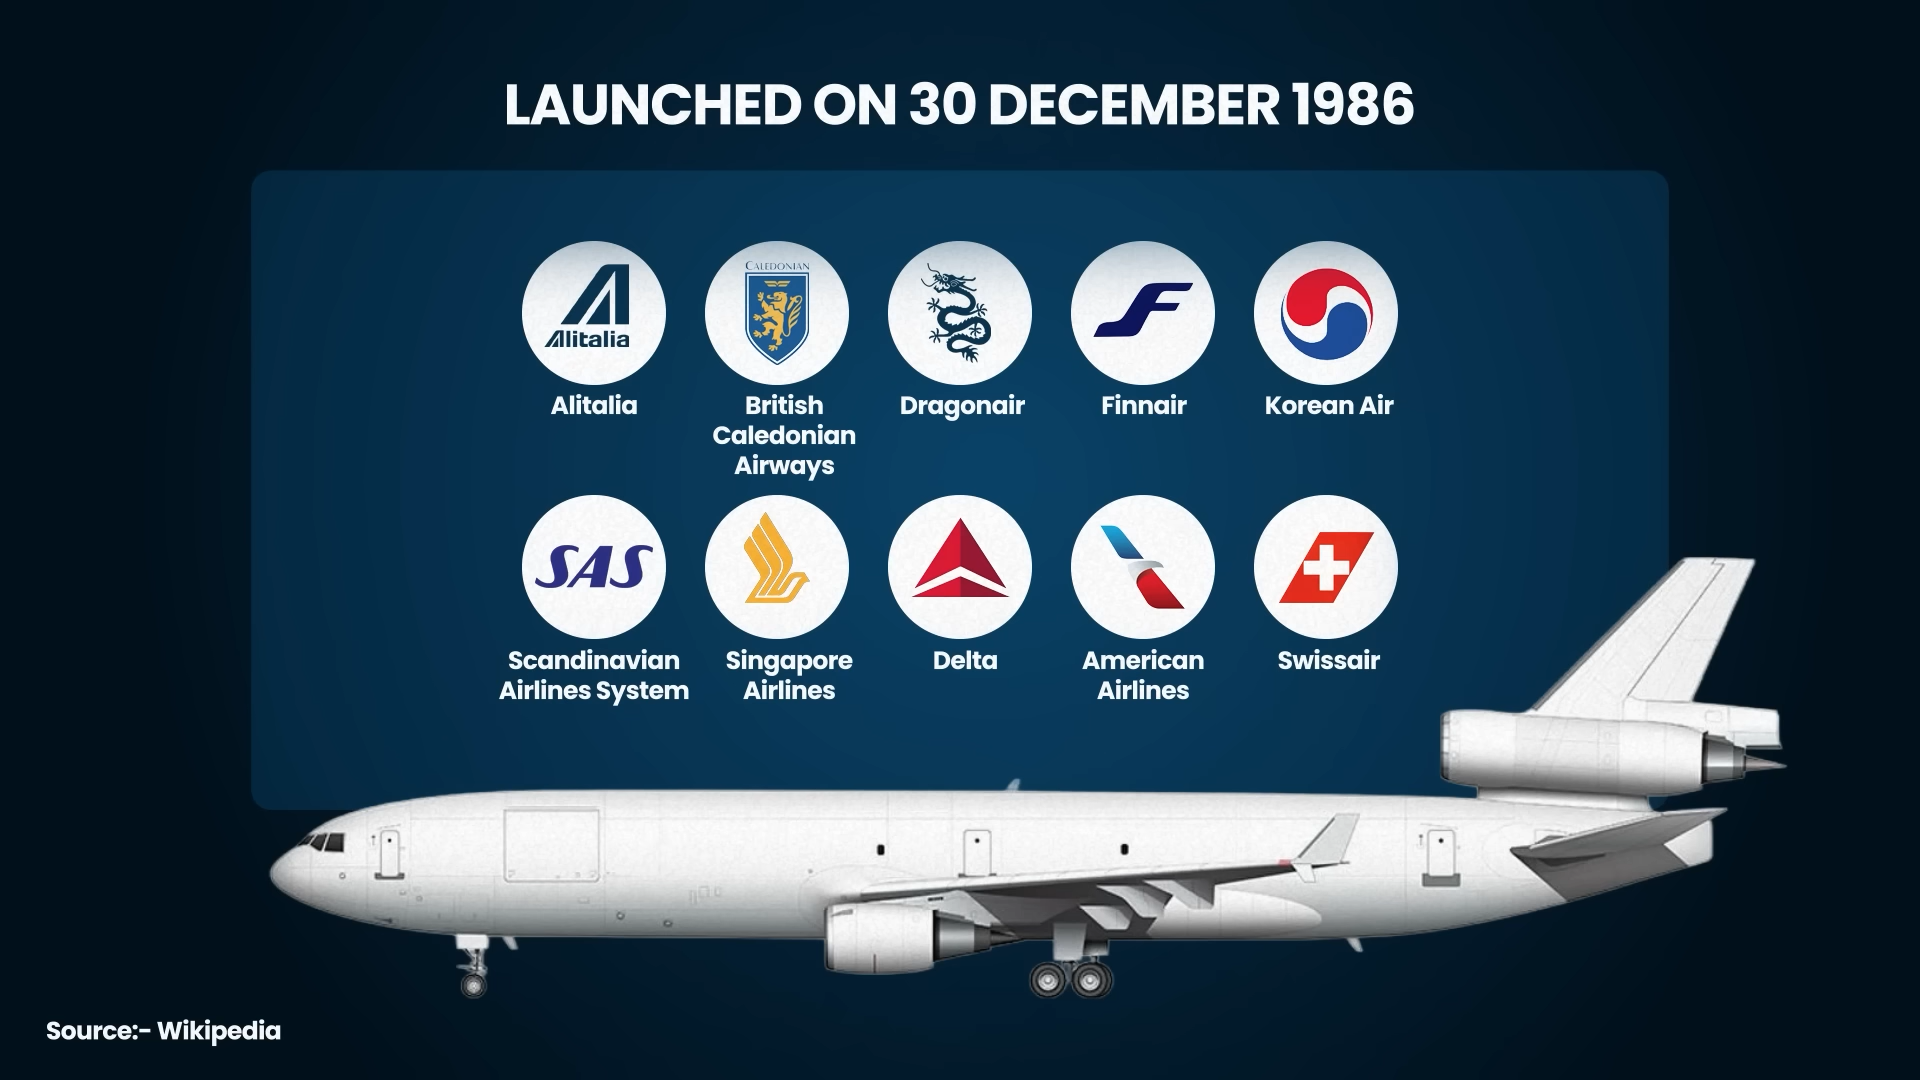 LAUNCHED ON 30 DECEMBER 1986
Alitalia
CALEDONIAN
Alitalia
British
Caledonian
Airways
Dragonair
Finnair
Korean Air
SAS
Scandinavian
Airlines System
Singapore
Airlines
Delta
American
Airlines
Swissair
Source:- Wikipedia